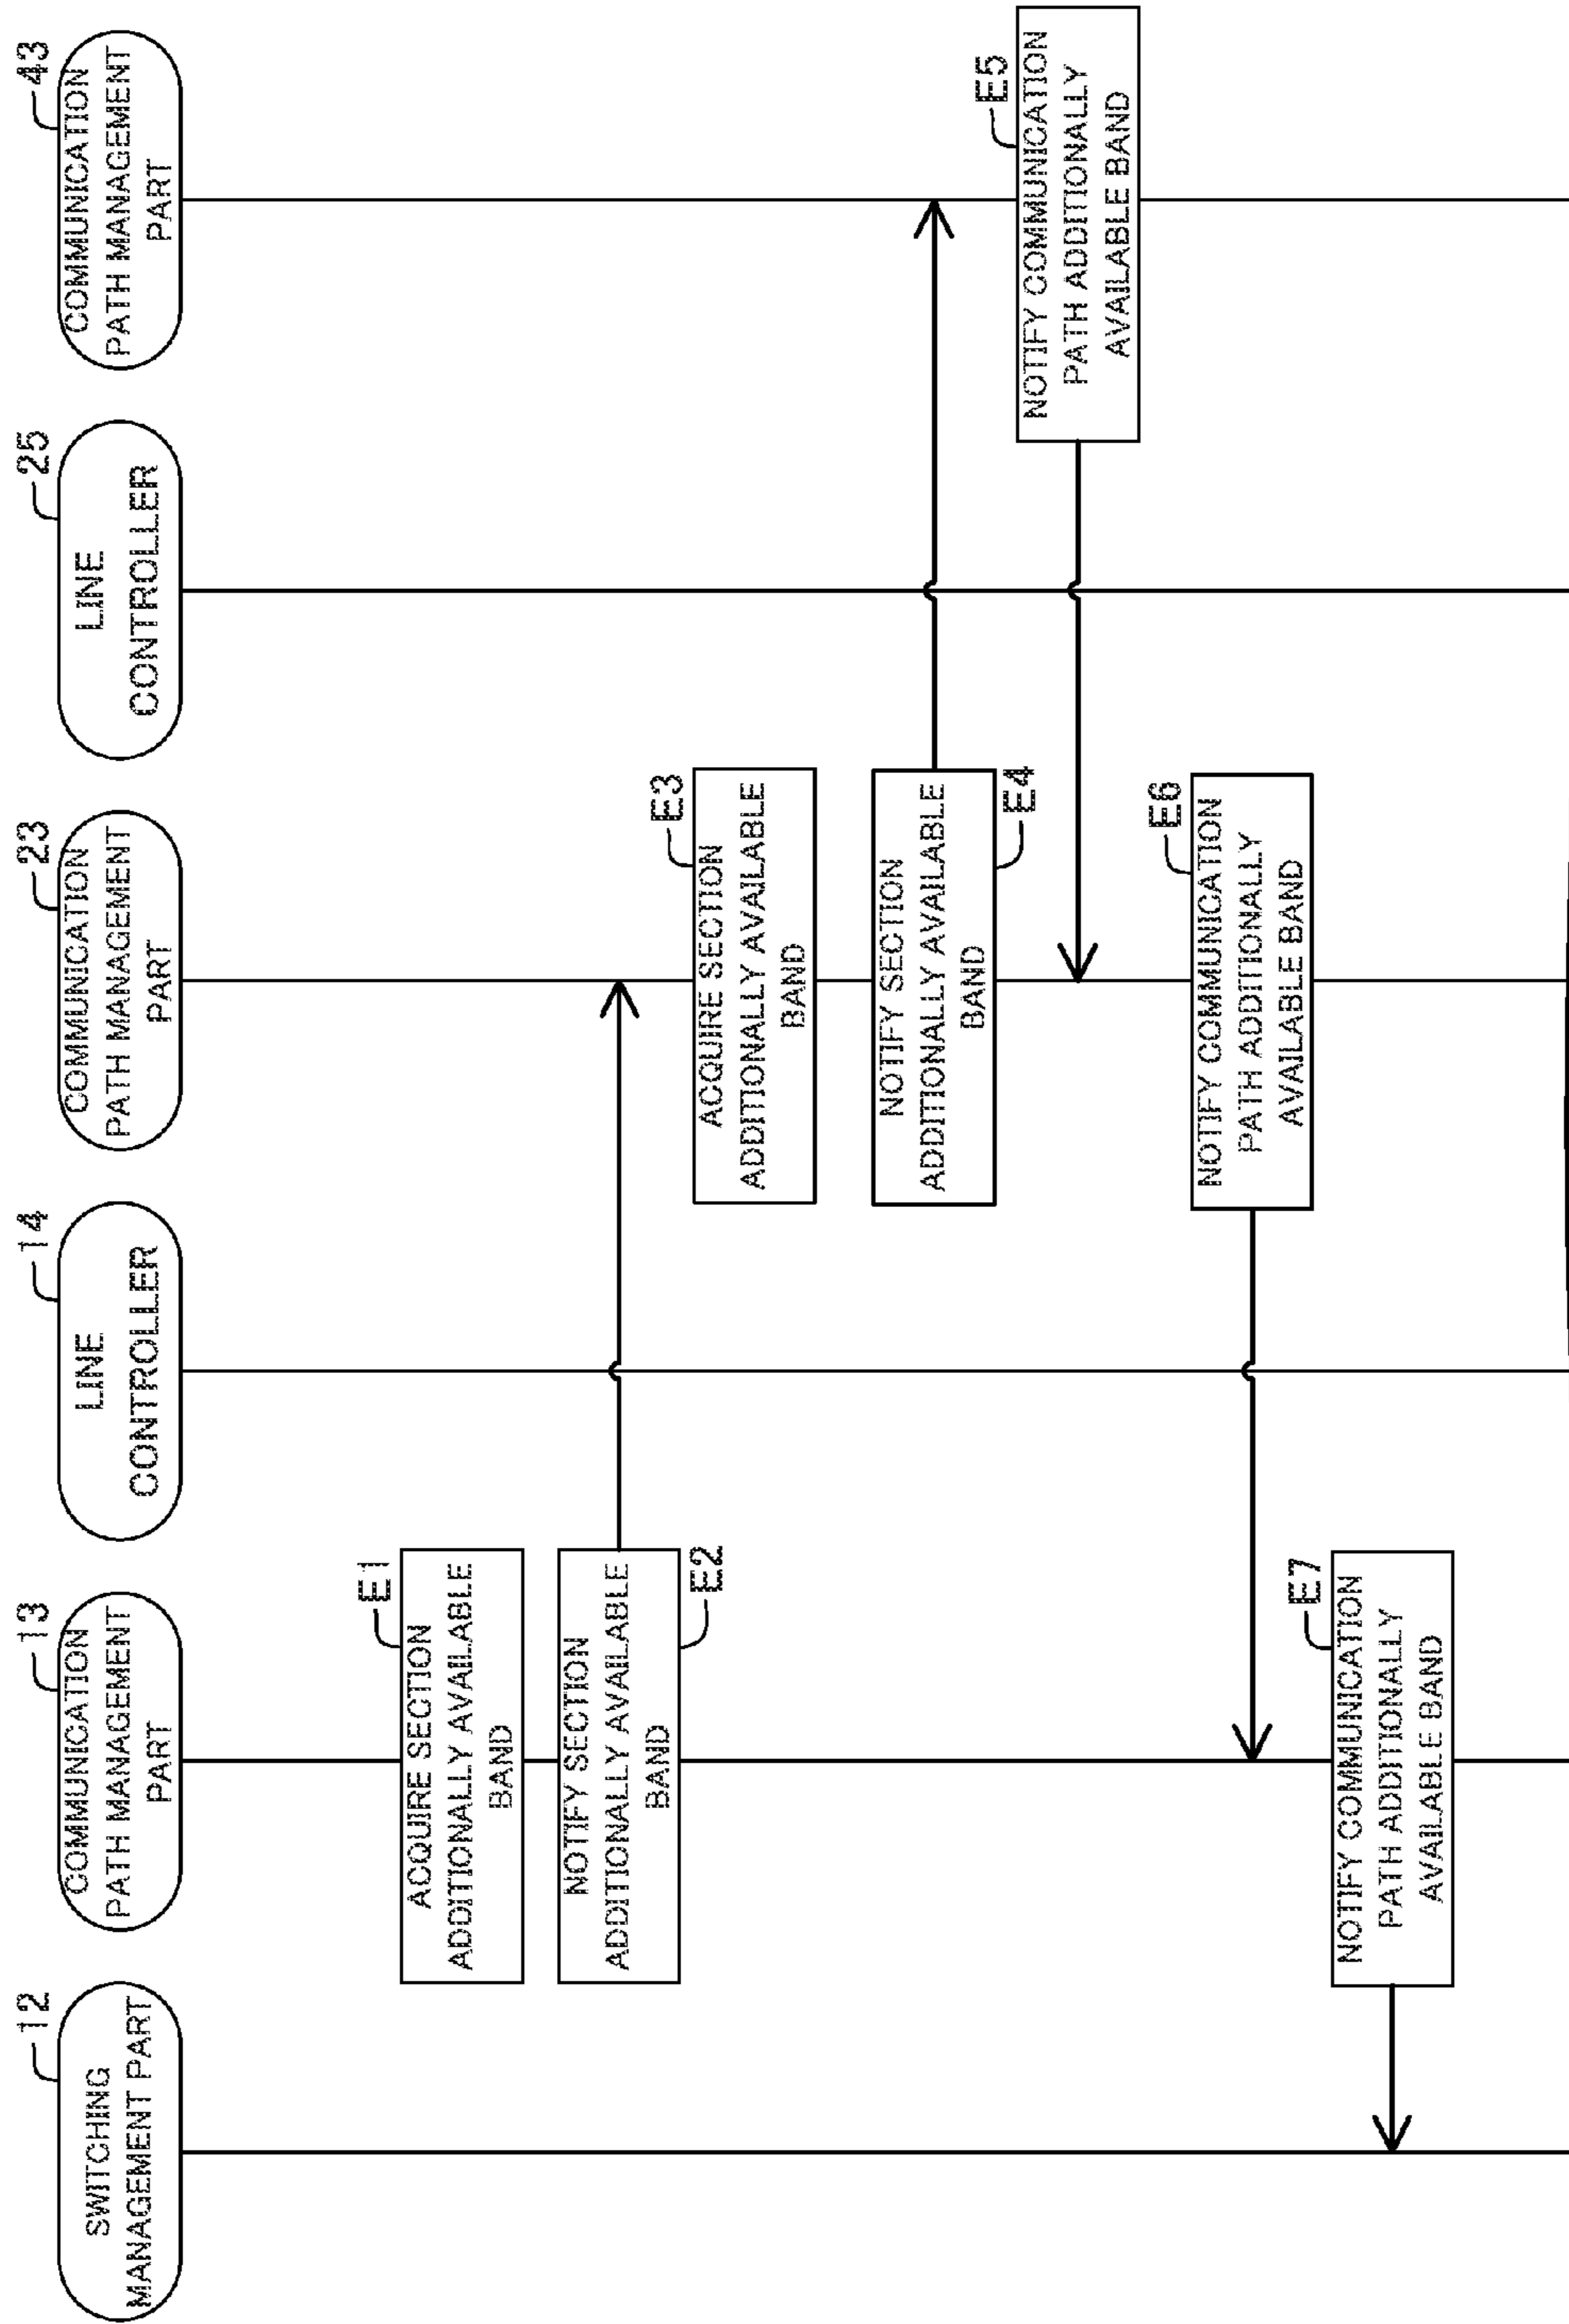 12
SWITCHING
MANAGEMENT PART
13
COMMUNICATION
PATH MANAGEMENT
PART
14
LINE
CONTROLLER
23
COMMUNICATION
PATH MANAGEMENT
PART
25
LINE
CONTROLLER
43
COMMUNICATION
PATH MANAGEMENT
PART
E1
ACQUIRE SECTION
ADDITIONALLY AVAILABLE
BAND
NOTIFY SECTION
ADDITIONALLY AVAILABLE
BAND
E2
E3
ACQUIRE SECTION
ADDITIONALLY AVAILABLE
BAND
NOTIFY SECTION
ADDITIONALLY AVAILABLE
BAND
E4
E5
NOTIFY COMMUNICATION
PATH ADDITIONALLY
AVAILABLE BAND
E6
NOTIFY COMMUNICATION
PATH ADDITIONALLY
AVAILABLE BAND
E7
NOTIFY COMMUNICATION
PATH ADDITIONALLY
AVAILABLE BAND